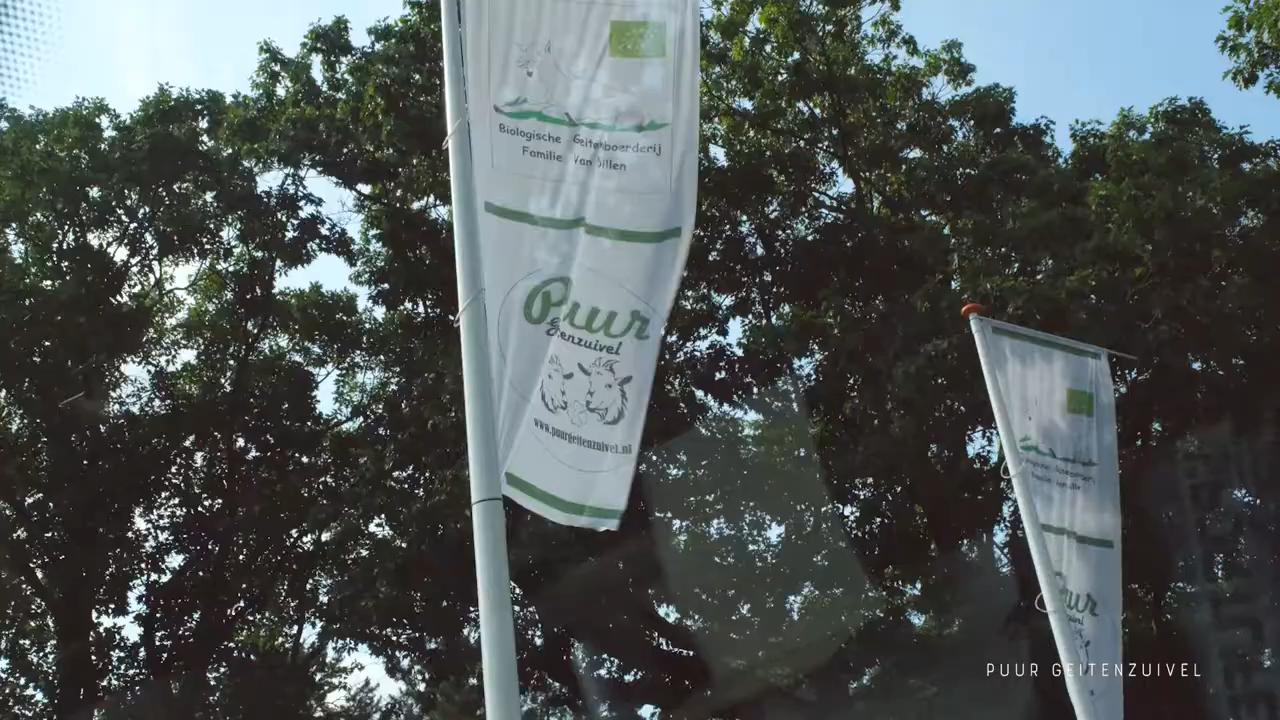 Biologische Geitenboerderij
Familie Van Dillen
Puur
geitenzuivel
www.puurgeitenzuivel.nl
Puur
PUUR GEITENZUIVEL